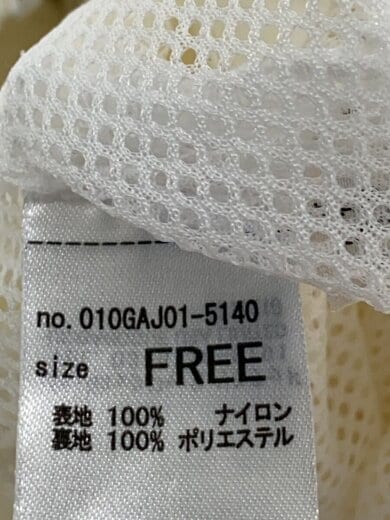 no. 010GAJ01-5140
size FREE
表地 100% ナイロン
裏地 100% ポリエステル